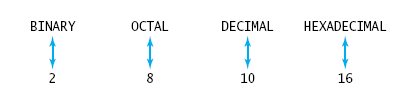 BINARY OCTAL DECIMAL HEXADECIMAL
2 8 10 16